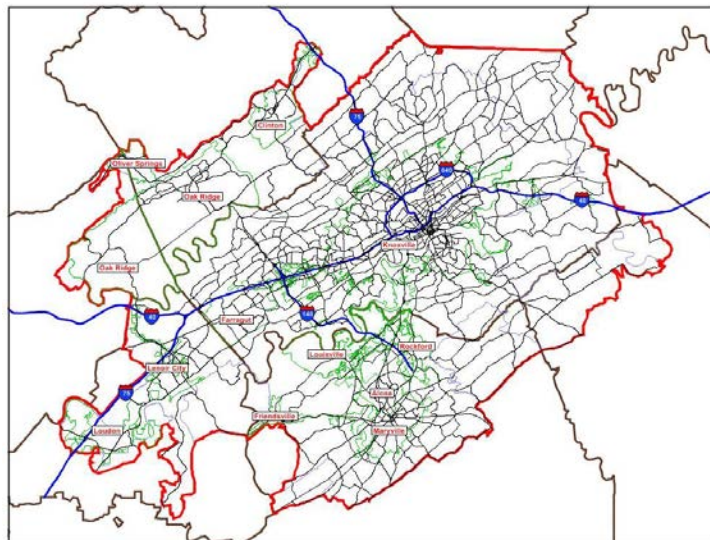 75
Clinton
640
Oliver Springs
Oak Ridge
40
Knoxville
Oak Ridge
140
40
Farragut
Rockford
Louisville
Lenoir City
75
Alcoa
Friendsville
Loudon
Maryville